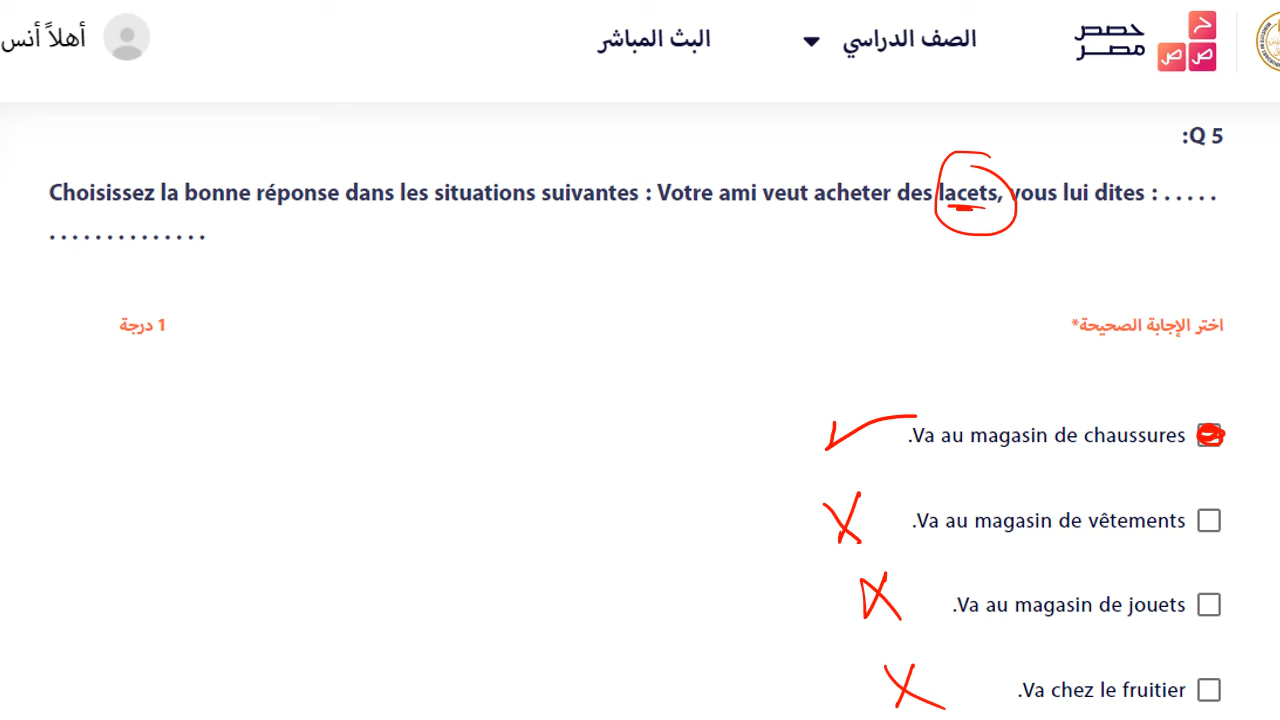 أهلاً أنس
البث المباشر
الصف الدراسي
حصص
مصر
ح
ص ص
Q 5:
Choisissez la bonne réponse dans les situations suivantes : Votre ami veut acheter des lacets, vous lui dites : . . . . .
. . . . . . . . . . . . . .
اختر الإجابة الصحيحة*
1 درجة
Va au magasin de chaussures.
Va au magasin de vêtements.
Va au magasin de jouets.
Va chez le fruitier.